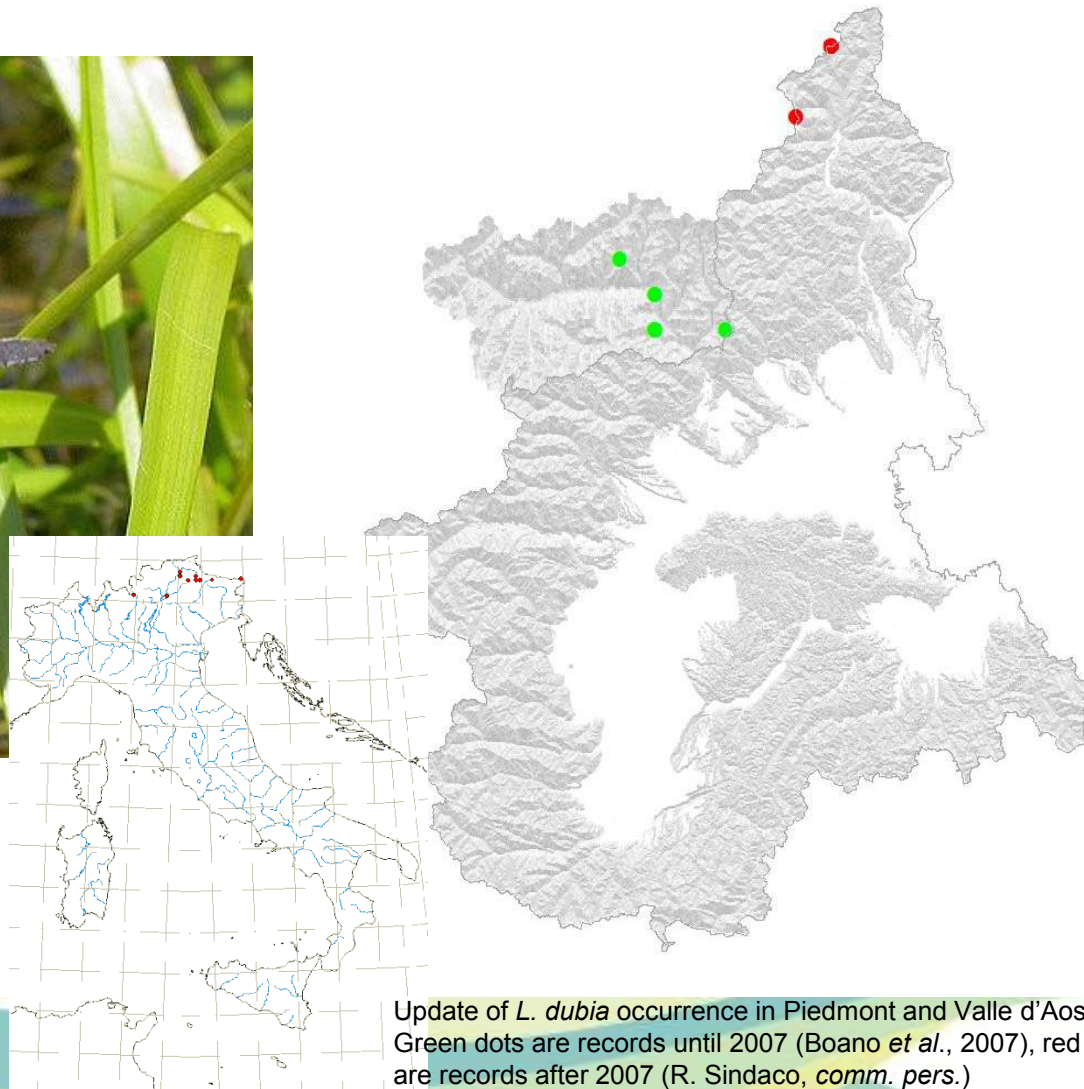 Update of L. dubia occurrence in Piedmont and Valle d'Aos
Green dots are records until 2007 (Boano et al., 2007), red
are records after 2007 (R. Sindaco, comm. pers.)